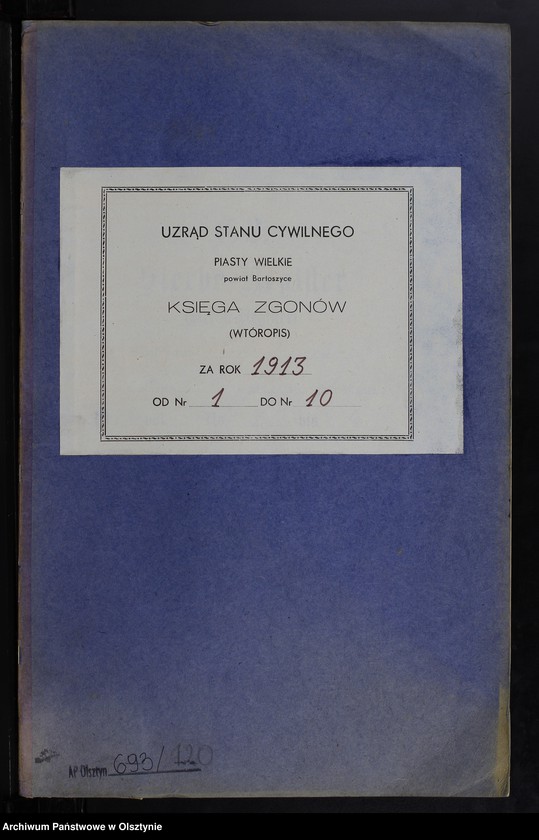 UZRĄD STANU CYWILNEGO
PIASTY WIELKIE
powiat Bartoszyce
KSIĘGA ZGONÓW
(WTÓROPIS)
ZA ROK 1913
OD Nr 1 DO Nr 10
AP Olsztyn 693/120
Archiwum Państwowe w Olsztynie